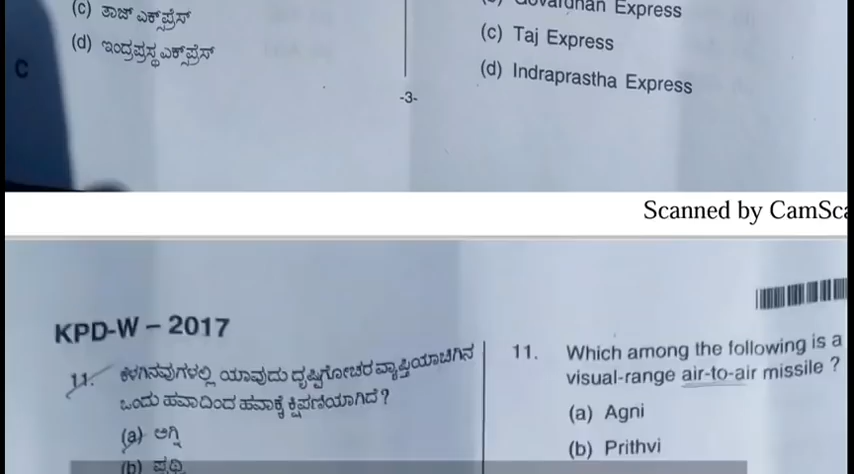 (c) ತಾಜ್ ಎಕ್ಸ್‌ಪ್ರೆಸ್
(d) ಇಂದ್ರಪ್ರಸ್ಥ ಎಕ್ಸ್‌ಪ್ರೆಸ್
C
Express
(c) Taj Express
(d) Indraprastha Express
-3-
Scanned by
KPD-W – 2017
11. ಕೆಳಗಿನವುಗಳಲ್ಲಿ ಯಾವುದು ದೃಷ್ಟಿಗೋಚರ ವ್ಯಾಪ್ತಿಯಾಚೆಗಿನ
ಒಂದು ಹವಾದಿಂದ ಹವಾಕ್ಕೆ ಕ್ಷಿಪಣಿಯಾಗಿದೆ ?
(a) ಅಗ್ನಿ
(b) ಪೃಥ್ವಿ
11. Which among the following is a
visual-range air-to-air missile ?
(a) Agni
(b) Prithvi